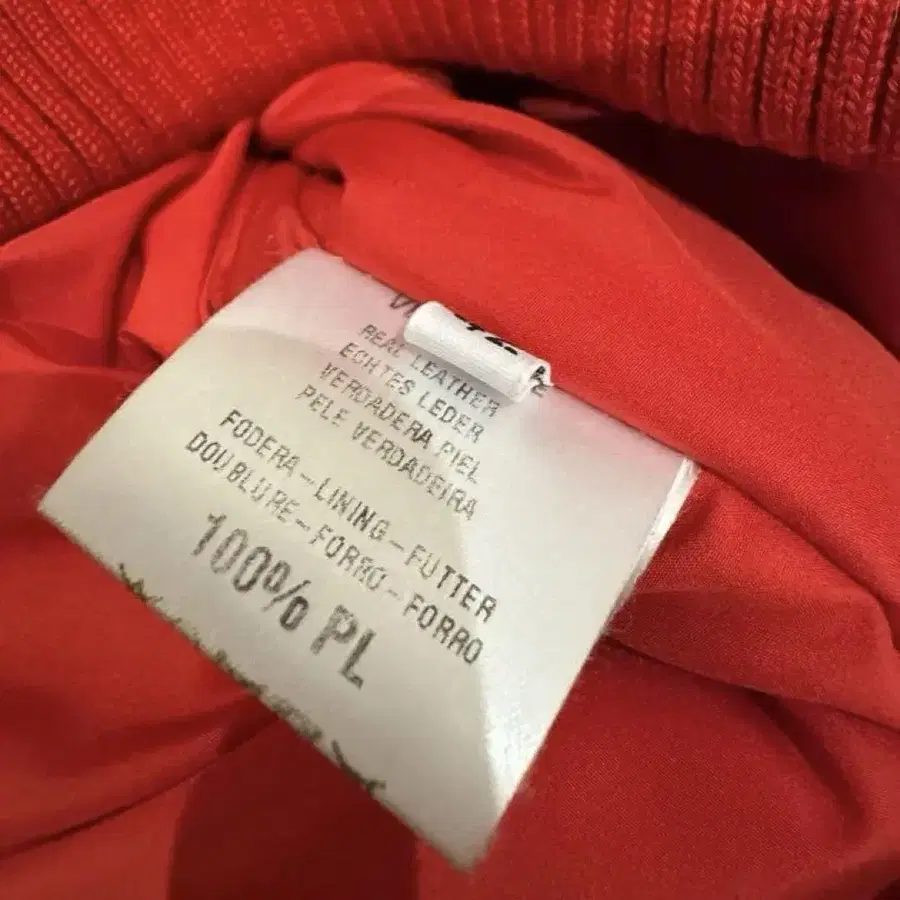 REAL LEATHER
ECHTES LEDER
VERDADERA PIEL
PELE VERDADEIRA
FODERA-LINING-FUTTER
DOUBLURE-FORRO-FORRO
100% PL